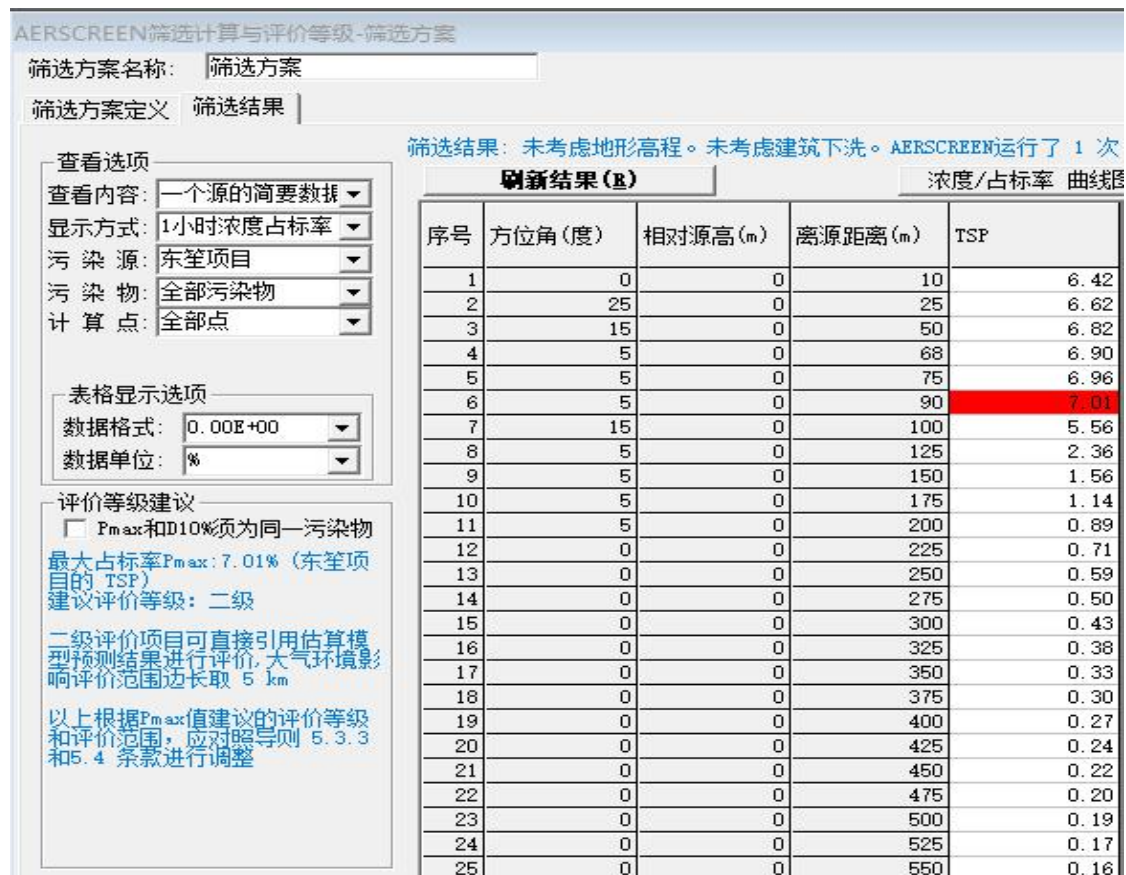 AERSCREEN筛选计算与评价等级-筛选方案
筛选方案名称: 筛选方案
筛选方案定义 筛选结果
查看选项
查看内容: 一个源的简要数据
显示方式: 1小时浓度占标率
污 染 源: 东笙项目
污 染 物: 全部污染物
计 算 点: 全部点
表格显示选项
数据格式: 0.00E+00
数据单位: %
评价等级建议
Pmax和D10%须为同一污染物
最大占标率Pmax:7.01% (东笙项
目的 TSP)
建议评价等级: 二级
二级评价项目可直接引用估算模
型预测结果进行评价,大气环境影
响评价范围边长取 5 km
以上根据Pmax值建议的评价等级
和评价范围,应对照导则 5.3.3
和5.4 条款进行调整
筛选结果: 未考虑地形高程。未考虑建筑下洗。AERSCREEN运行了 1 次
刷新结果(R) 浓度/占标率 曲线图
序号 方位角(度) 相对源高(m) 离源距离(m) TSP
1 0 0 10 6.42
2 25 0 25 6.62
3 15 0 50 6.82
4 5 0 68 6.90
5 5 0 75 6.96
6 5 0 90 7.01
7 15 0 100 5.56
8 5 0 125 2.36
9 5 0 150 1.56
10 5 0 175 1.14
11 5 0 200 0.89
12 0 0 225 0.71
13 0 0 250 0.59
14 0 0 275 0.50
15 0 0 300 0.43
16 0 0 325 0.38
17 0 0 350 0.33
18 0 0 375 0.30
19 0 0 400 0.27
20 0 0 425 0.24
21 0 0 450 0.22
22 0 0 475 0.20
23 0 0 500 0.19
24 0 0 525 0.17
25 0 0 550 0.16